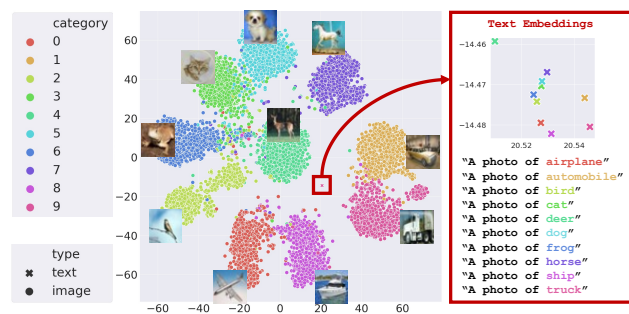 category
0
1
2
3
4
5
6
7
8
9
type
text
image
60
40
20
0
−20
−40
−60
−60 −40 −20 0 20 40 60
Text Embeddings
−14.46
−14.47
−14.48
20.52 20.54
“A photo of airplane”
“A photo of automobile”
“A photo of bird”
“A photo of cat”
“A photo of deer”
“A photo of dog”
“A photo of frog”
“A photo of horse”
“A photo of ship”
“A photo of truck”